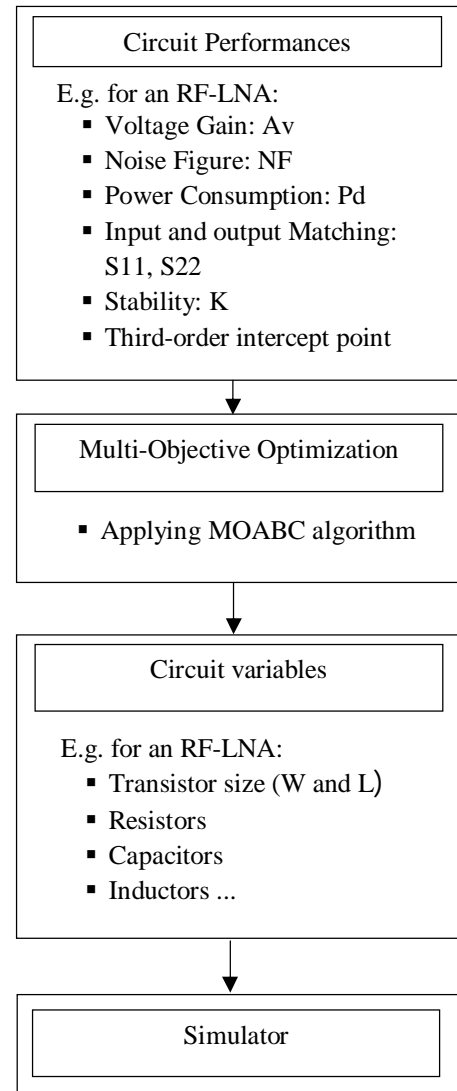 Circuit Performances
E.g. for an RF-LNA:
▪ Voltage Gain: Av
▪ Noise Figure: NF
▪ Power Consumption: Pd
▪ Input and output Matching:
S11, S22
▪ Stability: K
▪ Third-order intercept point
Multi-Objective Optimization
▪ Applying MOABC algorithm
Circuit variables
E.g. for an RF-LNA:
▪ Transistor size (W and L)
▪ Resistors
▪ Capacitors
▪ Inductors ...
Simulator